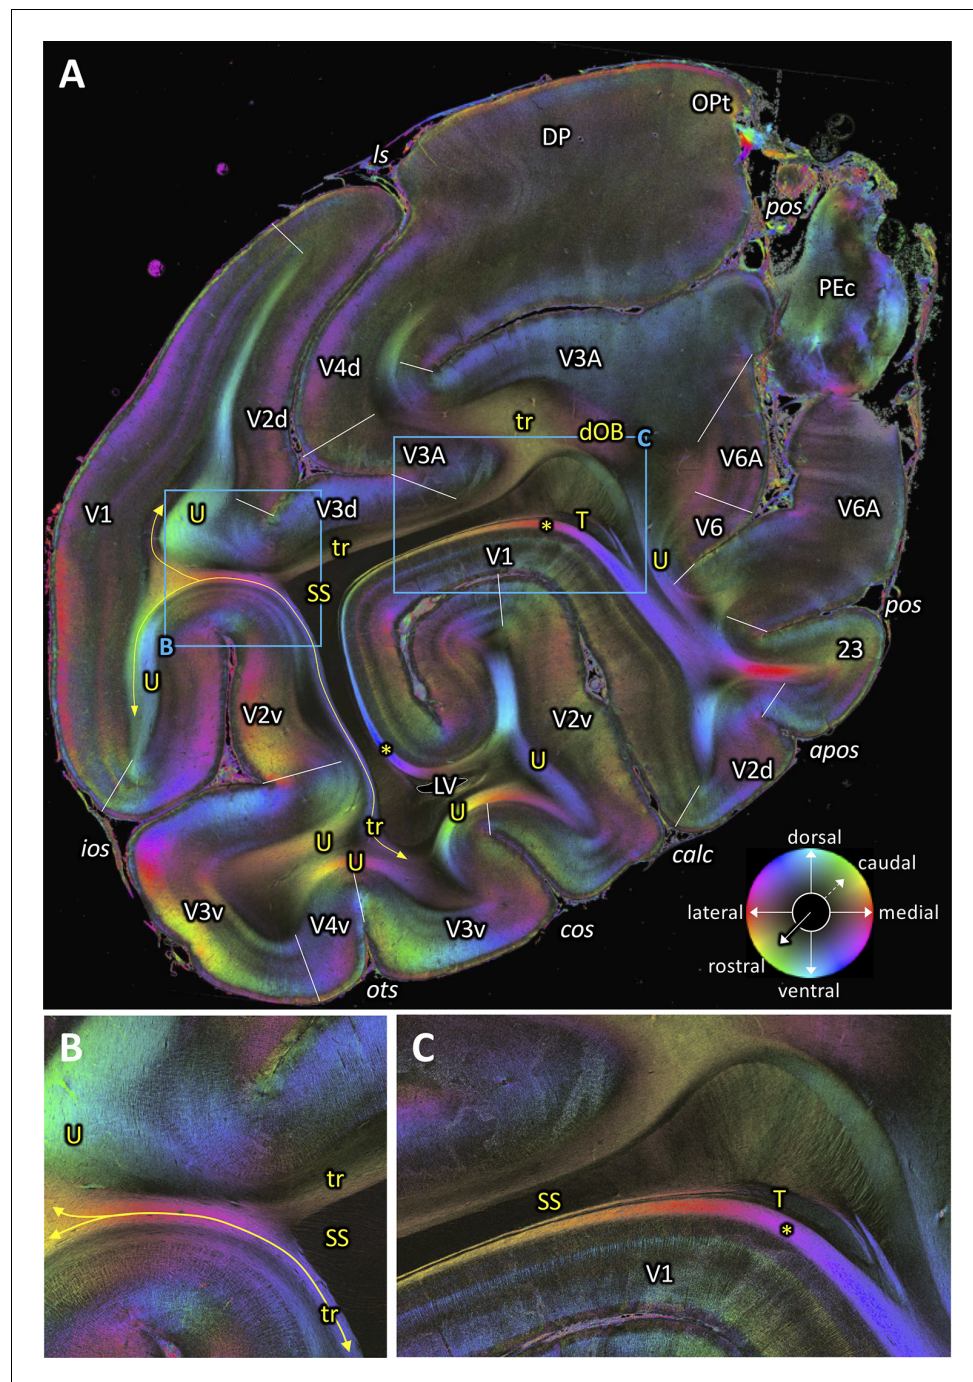 A
OPt
DP
ls
pos
PEc
V4d
V3A
V2d
tr
dOB
C
V3A
V6A
V1
U
V3d
V6
V6A
*
T
tr
V1
U
SS
pos
B
23
U
V2v
V2v
*
U
V2d
apos
LV
U
tr
U
U
ios
calc
dorsal
caudal
V3v
V4v
V3v
cos
lateral
medial
rostral
ots
ventral
B
U
tr
SS
tr
C
SS
T
*
V1